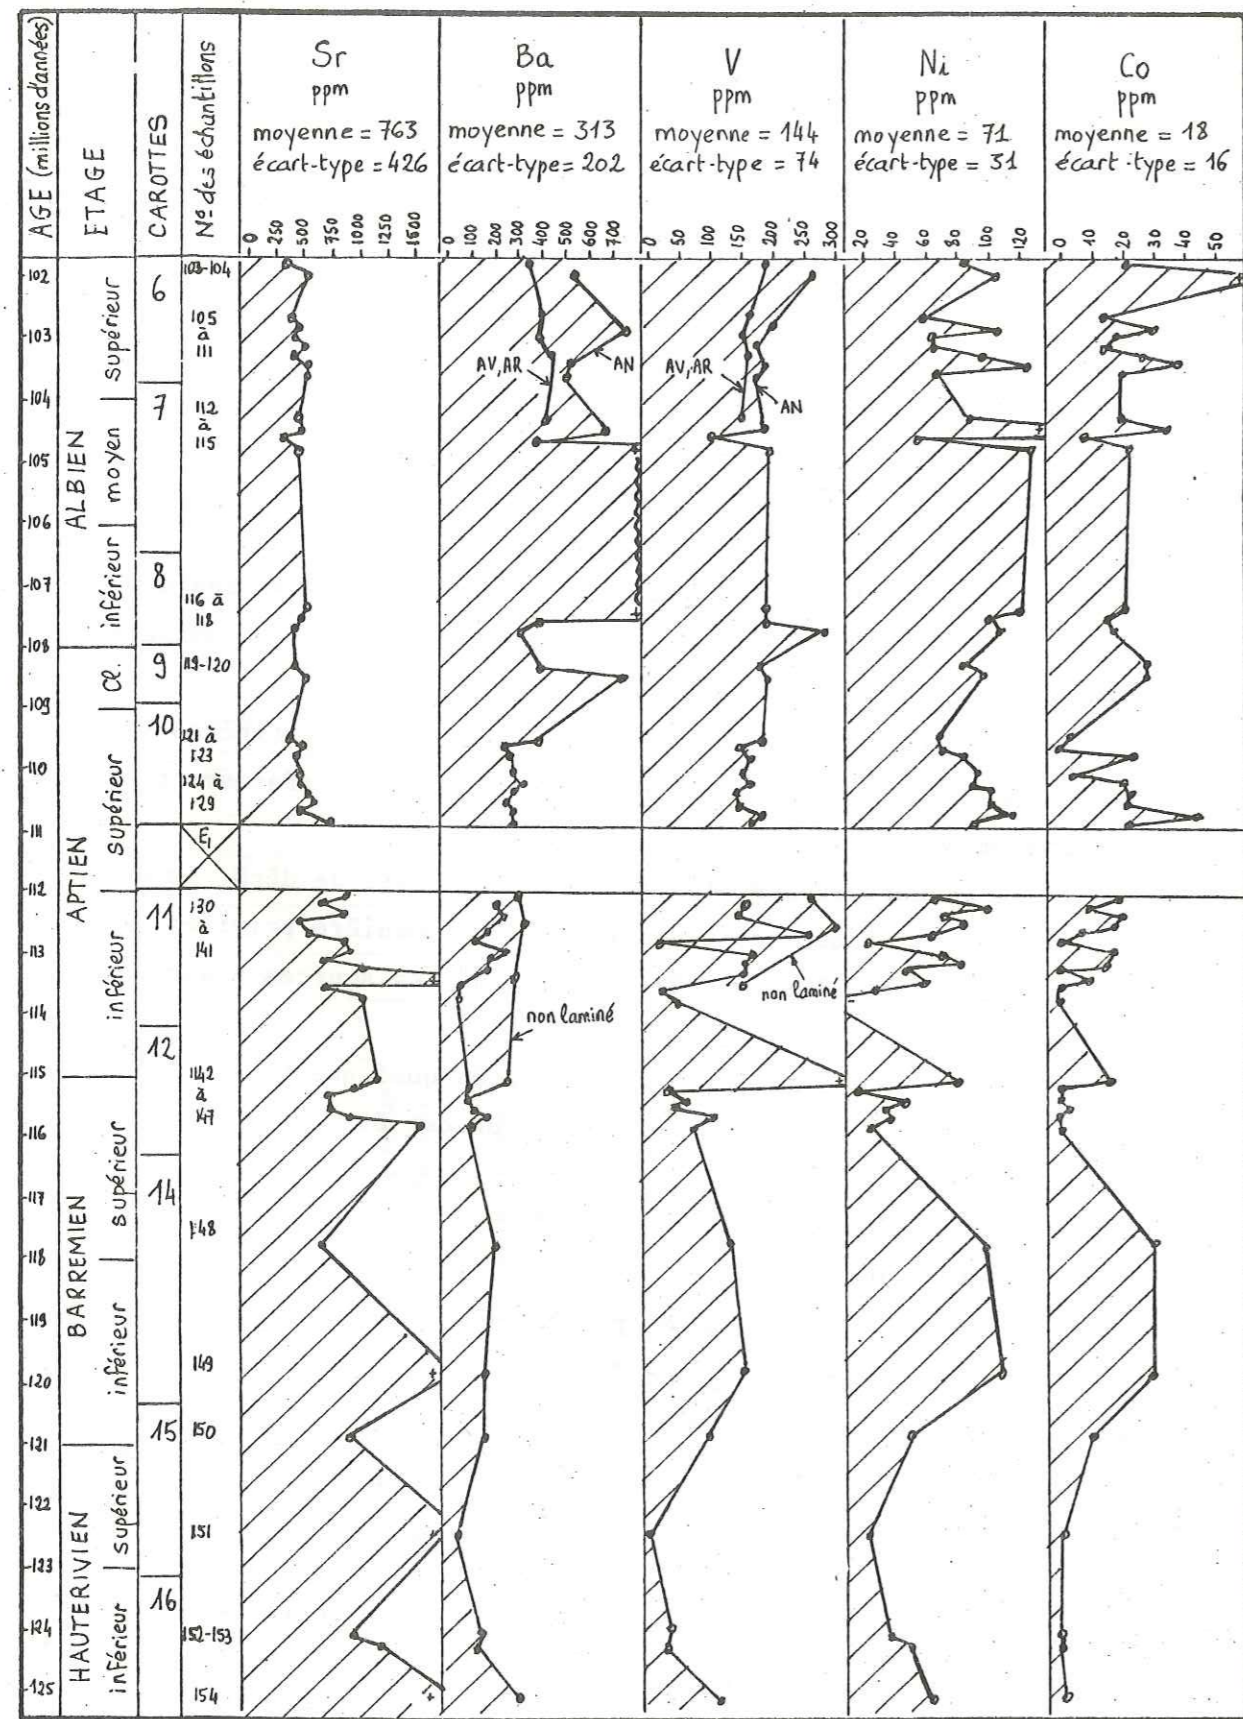 AGE (millions d'années)
ETAGE
CAROTTES
Nº des échantillons
Sr
ppm
moyenne = 763
écart-type = 426
0 250 500 750 1000 1250 1500
Ba
ppm
moyenne = 313
écart-type = 202
0 100 200 300 400 500 600 700
V
ppm
moyenne = 144
écart-type = 74
0 50 100 150 200 250 300
Ni
ppm
moyenne = 71
écart-type = 31
20 40 60 80 100 120
Co
ppm
moyenne = 18
écart-type = 16
0 10 20 30 40 50
-102
-103
-104
-105
-106
-107
-108
-109
-110
-111
-112
-113
-114
-115
-116
-117
-118
-119
-120
-121
-122
-123
-124
-125
ALBIEN
supérieur
moyen
inférieur
APTIEN
Cl.
supérieur
inférieur
BARREMIEN
supérieur
inférieur
HAUTERIVIEN
supérieur
inférieur
6
7
8
9
10
11
12
14
15
16
103-104
105
à
111
112
à
115
116 à
118
119-120
121 à
123
124 à
129
E1
130
à
141
142
à
147
148
149
150
151
152-153
154
AV, AR
AN
AV, AR
AN
non laminé
non laminé